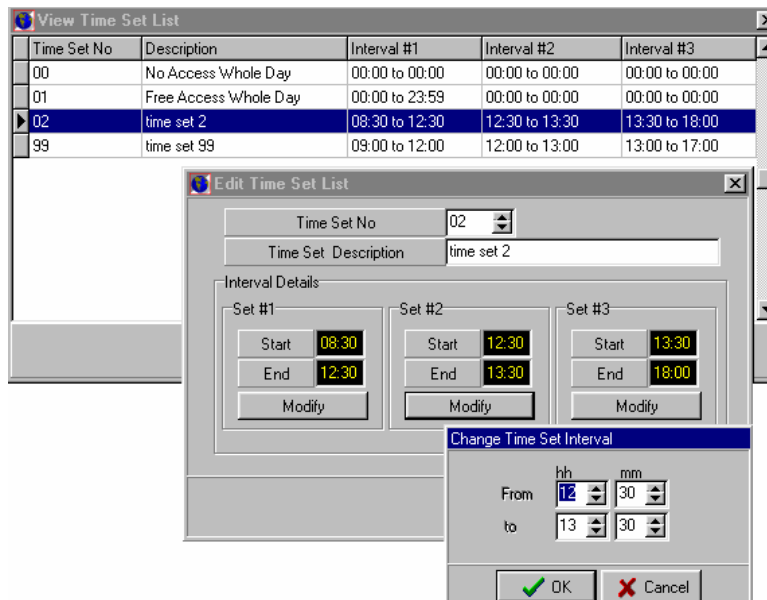 View Time Set List
Time Set No Description Interval #1 Interval #2 Interval #3
00 No Access Whole Day 00:00 to 00:00 00:00 to 00:00 00:00 to 00:00
01 Free Access Whole Day 00:00 to 23:59 00:00 to 00:00 00:00 to 00:00
02 time set 2 08:30 to 12:30 12:30 to 13:30 13:30 to 18:00
99 time set 99 09:00 to 12:00 12:00 to 13:00 13:00 to 17:00
Edit Time Set List
Time Set No 02
Time Set Description time set 2
Interval Details
Set #1 Set #2 Set #3
Start 08:30 Start 12:30 Start 13:30
End 12:30 End 13:30 End 18:00
Modify Modify Modify
Change Time Set Interval
hh mm
From 12 30
to 13 30
OK Cancel